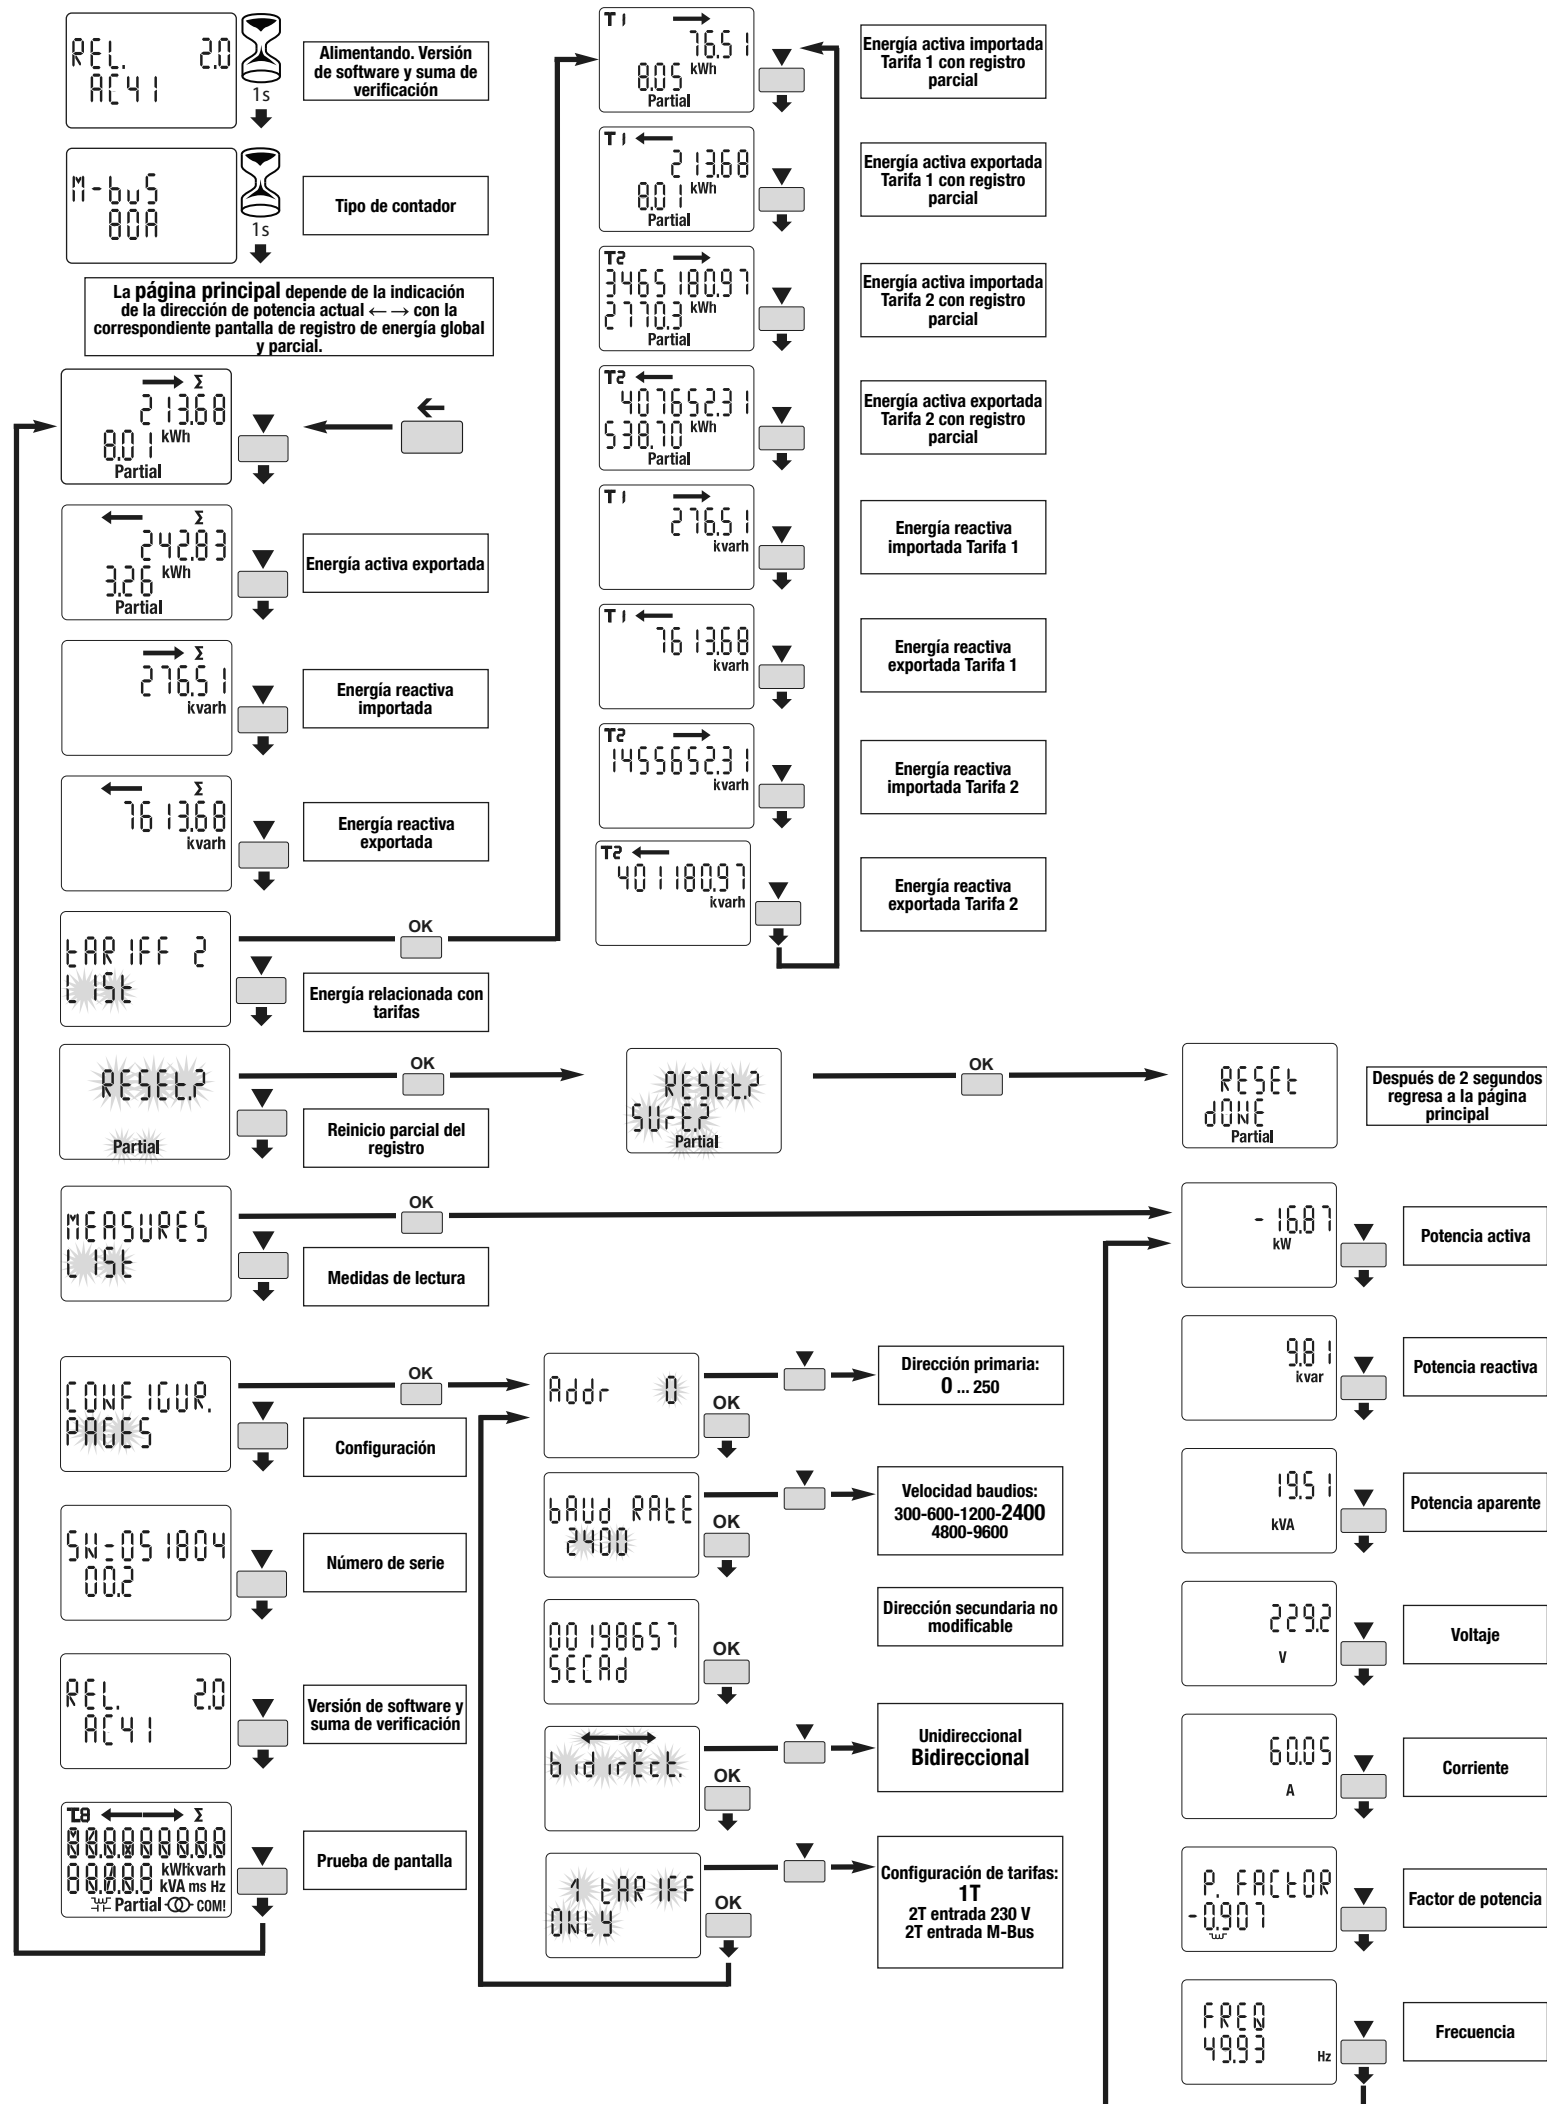 REL. 2.0
AC41
1s
Alimentando. Versión
de software y suma de
verificación
M-buS
80A
1s
Tipo de contador
La página principal depende de la indicación
de la dirección de potencia actual ←→ con la
correspondiente pantalla de registro de energía global
y parcial.
→ Σ
213.68
8.01 kWh
Partial
←
← Σ
242.83
3.26 kWh
Partial
Energía activa exportada
→ Σ
276.51
kvarh
Energía reactiva
importada
← Σ
7613.68
kvarh
Energía reactiva
exportada
tARIFF 2
LISt
OK
Energía relacionada con
tarifas
T1 →
76.51
8.05 kWh
Partial
Energía activa importada
Tarifa 1 con registro
parcial
T1 ←
213.68
8.01 kWh
Partial
Energía activa exportada
Tarifa 1 con registro
parcial
T2 →
3465180.97
2770.3 kWh
Partial
Energía activa importada
Tarifa 2 con registro
parcial
T2 ←
407652.31
538.70 kWh
Partial
Energía activa exportada
Tarifa 2 con registro
parcial
T1 →
276.51
kvarh
Energía reactiva
importada Tarifa 1
T1 ←
7613.68
kvarh
Energía reactiva
exportada Tarifa 1
T2 →
1455652.31
kvarh
Energía reactiva
importada Tarifa 2
T2 ←
401180.97
kvarh
Energía reactiva
exportada Tarifa 2
RESEt?
Partial
OK
Reinicio parcial del
registro
RESEt?
SUrE?
Partial
OK
RESEt
dONE
Partial
Después de 2 segundos
regresa a la página
principal
MEASURES
LISt
OK
Medidas de lectura
-16.87
kW
Potencia activa
9.81
kvar
Potencia reactiva
19.51
kVA
Potencia aparente
229.2
V
Voltaje
60.05
A
Corriente
P. FACtOR
-0.907
Factor de potencia
FREQ
49.93 Hz
Frecuencia
CONFIGUR.
PAGES
OK
Configuración
Addr 0
OK
Dirección primaria:
0 ... 250
bAUd RAtE
2400
OK
Velocidad baudios:
300-600-1200-2400
4800-9600
00198657
SECAd
OK
Dirección secundaria no
modificable
←→
bidirEct.
OK
Unidireccional
Bidireccional
1 tARIFF
ONLY
OK
Configuración de tarifas:
1T
2T entrada 230 V
2T entrada M-Bus
SN=051804
00.2
Número de serie
REL. 2.0
AC41
Versión de software y
suma de verificación
T.8 ←→ Σ
kWhkvarh
kVA ms Hz
Partial COM!
Prueba de pantalla